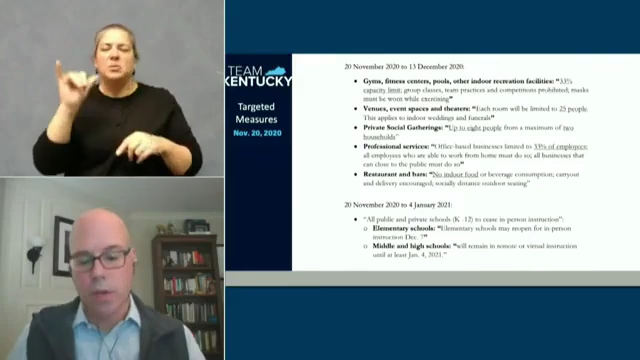 TEAM
KENTUCKY
Targeted
Measures
Nov. 20, 2020
20 November 2020 to 13 December 2020:
• Gyms, fitness centers, pools, other indoor recreation facilities: "33%
capacity limit; group classes, team practices and competitions prohibited; masks
must be worn while exercising"
• Venues, event spaces and theaters: "Each room will be limited to 25 people.
This applies to indoor weddings and funerals"
• Private Social Gatherings: "Up to eight people from a maximum of two
households"
• Professional services: "Office-based businesses limited to 33% of employees;
all employees who are able to work from home must do so; all businesses that
can close to the public must do so"
• Restaurant and bars: "No indoor food or beverage consumption; carryout
and delivery encouraged; socially distant outdoor seating"
20 November 2020 to 4 January 2021:
• "All public and private schools (K -12) to cease in-person instruction":
o Elementary schools: "Elementary schools may reopen for in-person
instruction Dec. 7"
o Middle and high schools: "will remain in remote or virtual instruction
until at least Jan. 4, 2021."